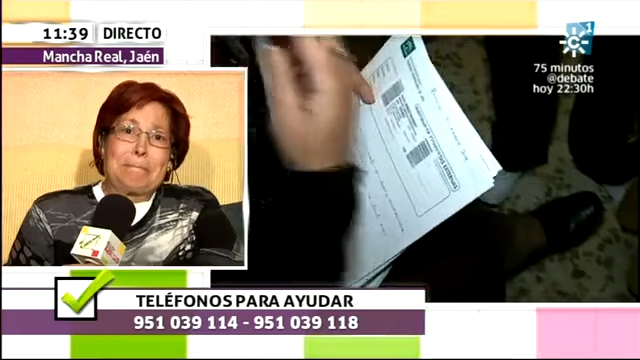 11:39 DIRECTO
Mancha Real, Jaén
1
75 minutos
@debate
hoy 22:30h
TELÉFONOS PARA AYUDAR
951 039 114 - 951 039 118